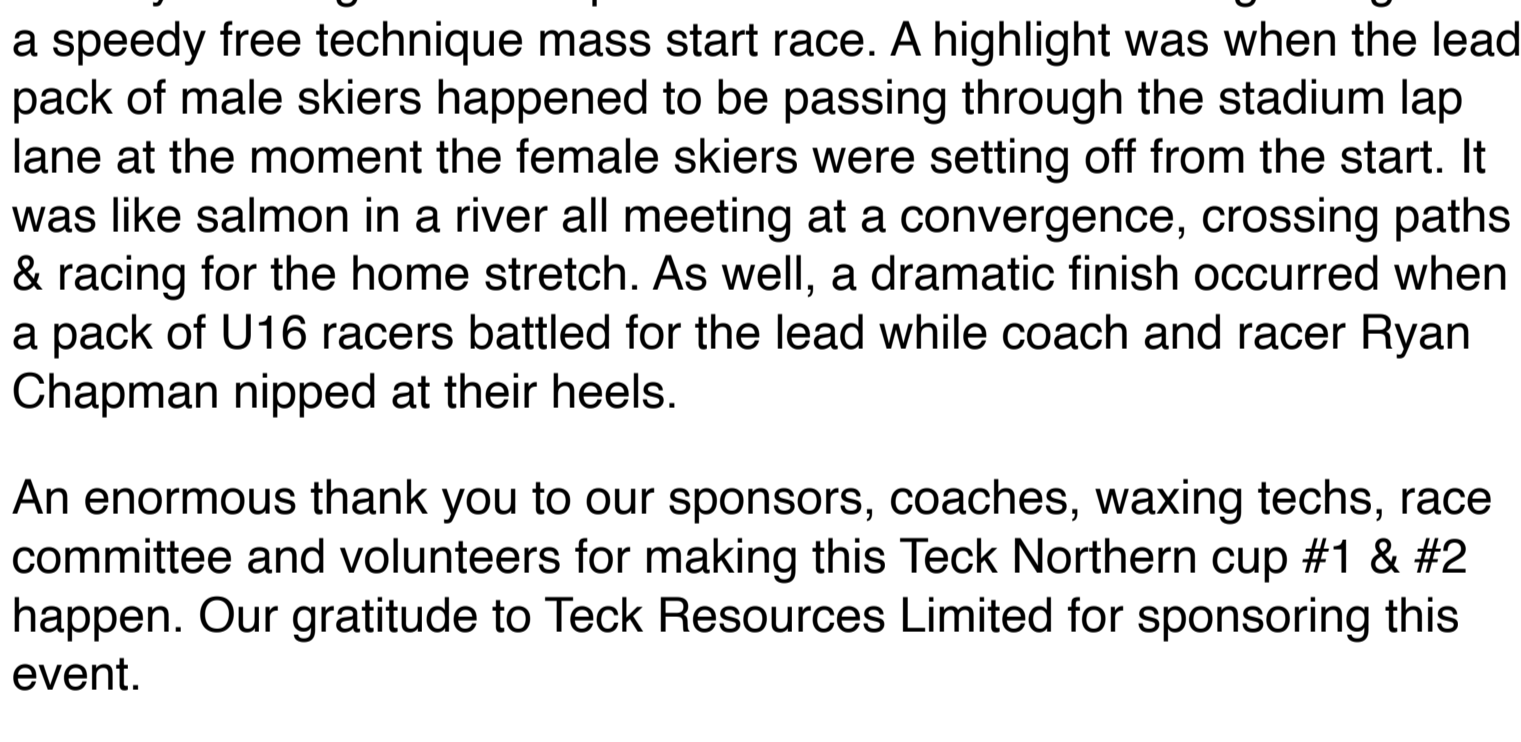 a speedy free technique mass start race. A highlight was when the lead
pack of male skiers happened to be passing through the stadium lap
lane at the moment the female skiers were setting off from the start. It
was like salmon in a river all meeting at a convergence, crossing paths
& racing for the home stretch. As well, a dramatic finish occurred when
a pack of U16 racers battled for the lead while coach and racer Ryan
Chapman nipped at their heels.
An enormous thank you to our sponsors, coaches, waxing techs, race
committee and volunteers for making this Teck Northern cup #1 & #2
happen. Our gratitude to Teck Resources Limited for sponsoring this
event.